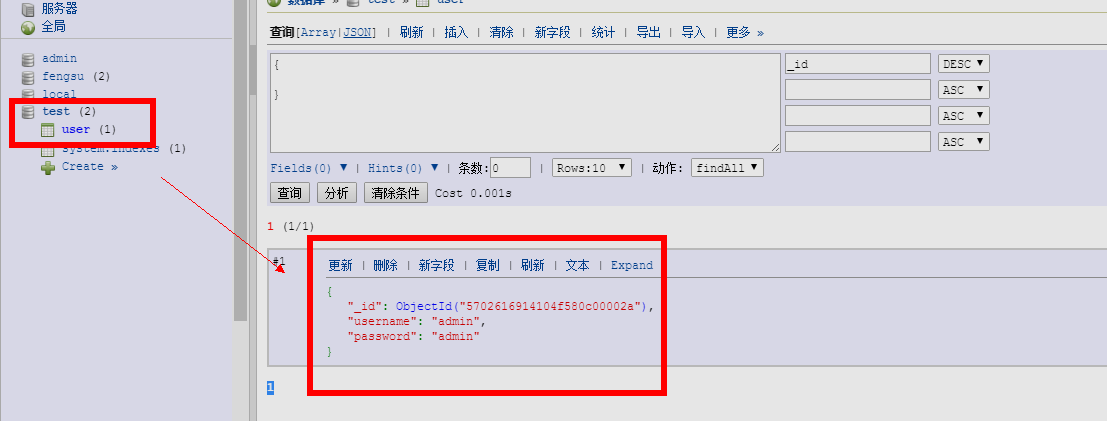 服务器
全局
admin
fengsu (2)
local
test (2)
user (1)
system.indexes (1)
Create »
数据库 » test » user
查询[Array|JSON] | 刷新 | 插入 | 清除 | 新字段 | 统计 | 导出 | 导入 | 更多 »
{
}
_id DESC
ASC
ASC
ASC
Fields(0) ▼ | Hints(0) ▼ | 条数:0 | Rows:10 ▼ | 动作: findAll ▼
查询 分析 清除条件 Cost 0.001s
1 (1/1)
#1
更新 | 删除 | 新字段 | 复制 | 刷新 | 文本 | Expand
{
"_id": ObjectId("5702616914104f580c00002a"),
"username": "admin",
"password": "admin"
}
1